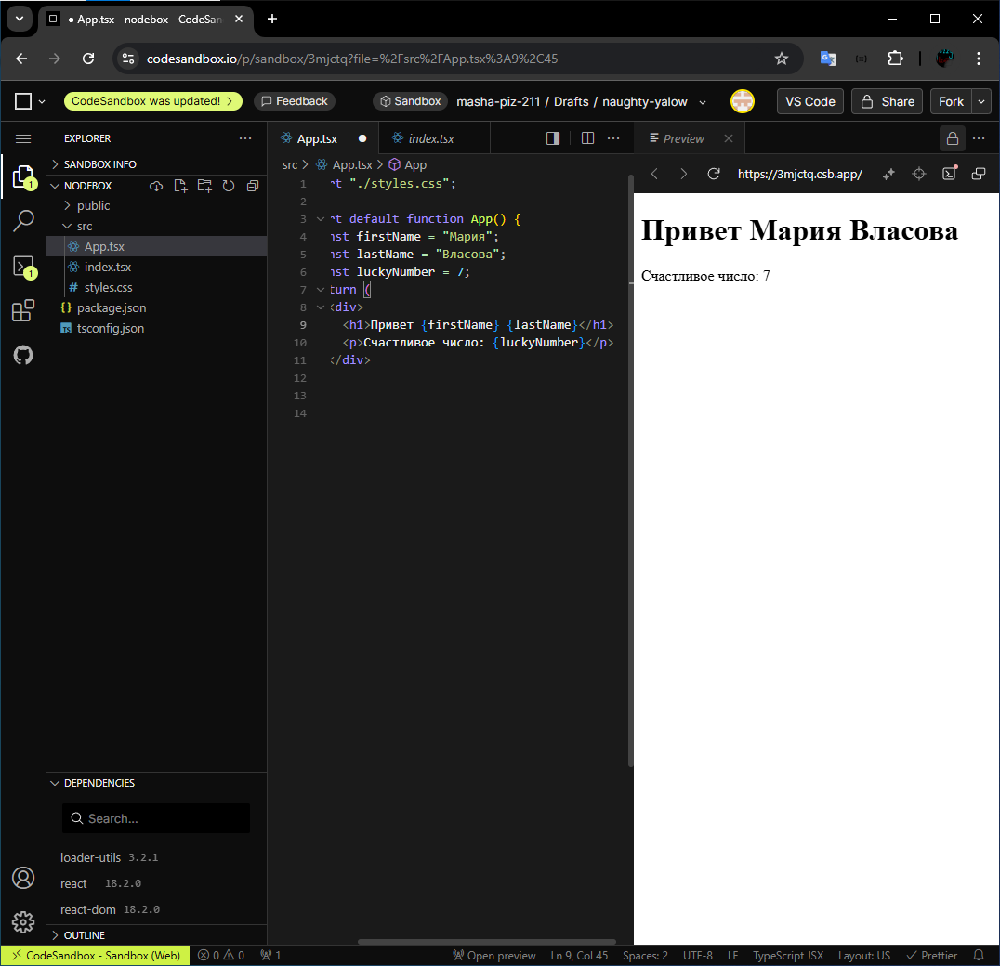 ● App.tsx - nodebox - CodeSan
codesandbox.io/p/sandbox/3mjctq?file=%2Fsrc%2FApp.tsx%3A9%2C45
CodeSandbox was updated!
Feedback
Sandbox
masha-piz-211 / Drafts / naughty-yalow
VS Code
Share
Fork
EXPLORER
SANDBOX INFO
NODEBOX
public
src
App.tsx
index.tsx
styles.css
package.json
tsconfig.json
1
1
App.tsx
index.tsx
src > App.tsx > App
1 rt "./styles.css";
2
3 rt default function App() {
4 nst firstName = "Мария";
5 nst lastName = "Власова";
6 nst luckyNumber = 7;
7 turn (
8 <div>
9 <h1>Привет {firstName} {lastName}</h1>
10 <p>Счастливое число: {luckyNumber}</p>
11 </div>
12
13
14
Preview
https://3mjctq.csb.app/
Привет Мария Власова
Счастливое число: 7
DEPENDENCIES
Search...
loader-utils 3.2.1
react 18.2.0
react-dom 18.2.0
OUTLINE
CodeSandbox - Sandbox (Web) 0 0 1 Open preview Ln 9, Col 45 Spaces: 2 UTF-8 LF TypeScript JSX Layout: US Prettier